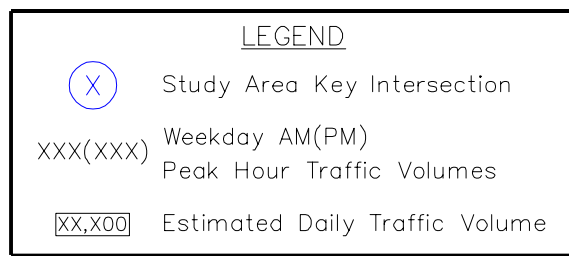 LEGEND
X Study Area Key Intersection
XXX(XXX) Weekday AM(PM)
Peak Hour Traffic Volumes
XX,X00 Estimated Daily Traffic Volume